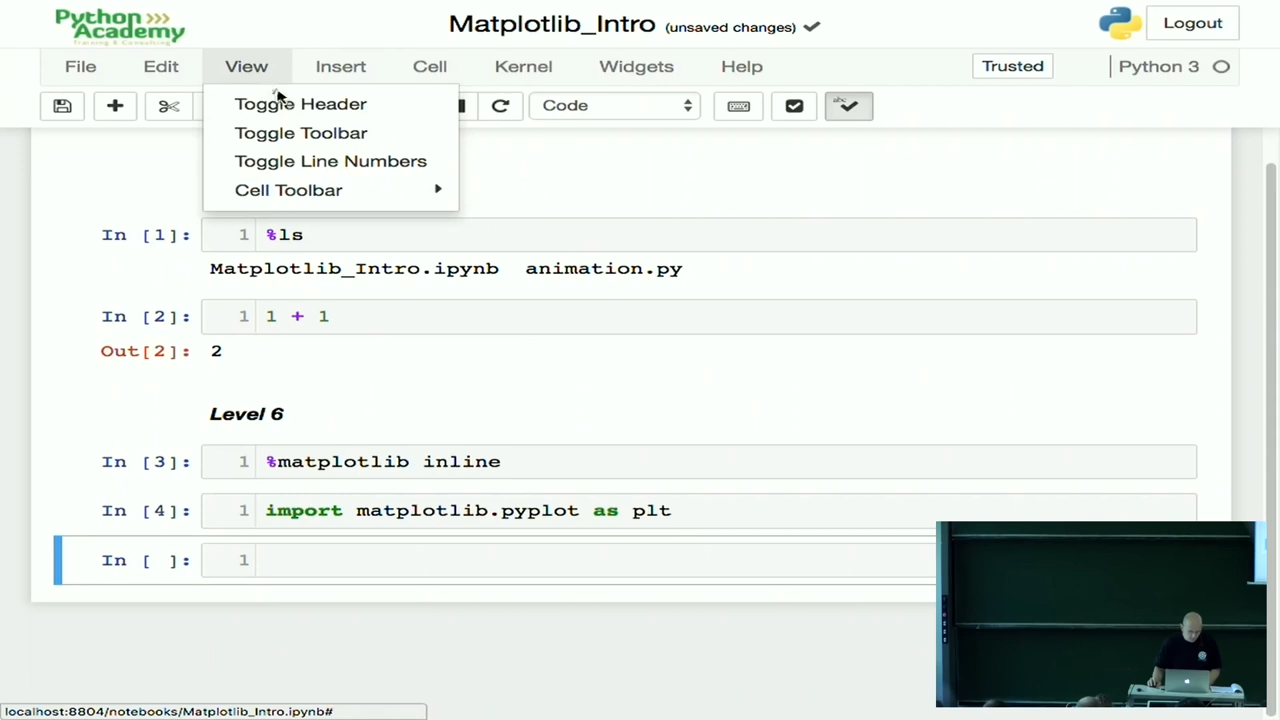 Python Academy
Training & Consulting
Matplotlib_Intro (unsaved changes)
Logout
File Edit View Insert Cell Kernel Widgets Help Trusted Python 3
Toggle Header
Toggle Toolbar
Toggle Line Numbers
Cell Toolbar
Code
abc
In [1]: 1 %ls
Matplotlib_Intro.ipynb animation.py
In [2]: 1 1 + 1
Out[2]: 2
Level 6
In [3]: 1 %matplotlib inline
In [4]: 1 import matplotlib.pyplot as plt
In [ ]: 1
localhost:8804/notebooks/Matplotlib_Intro.ipynb#